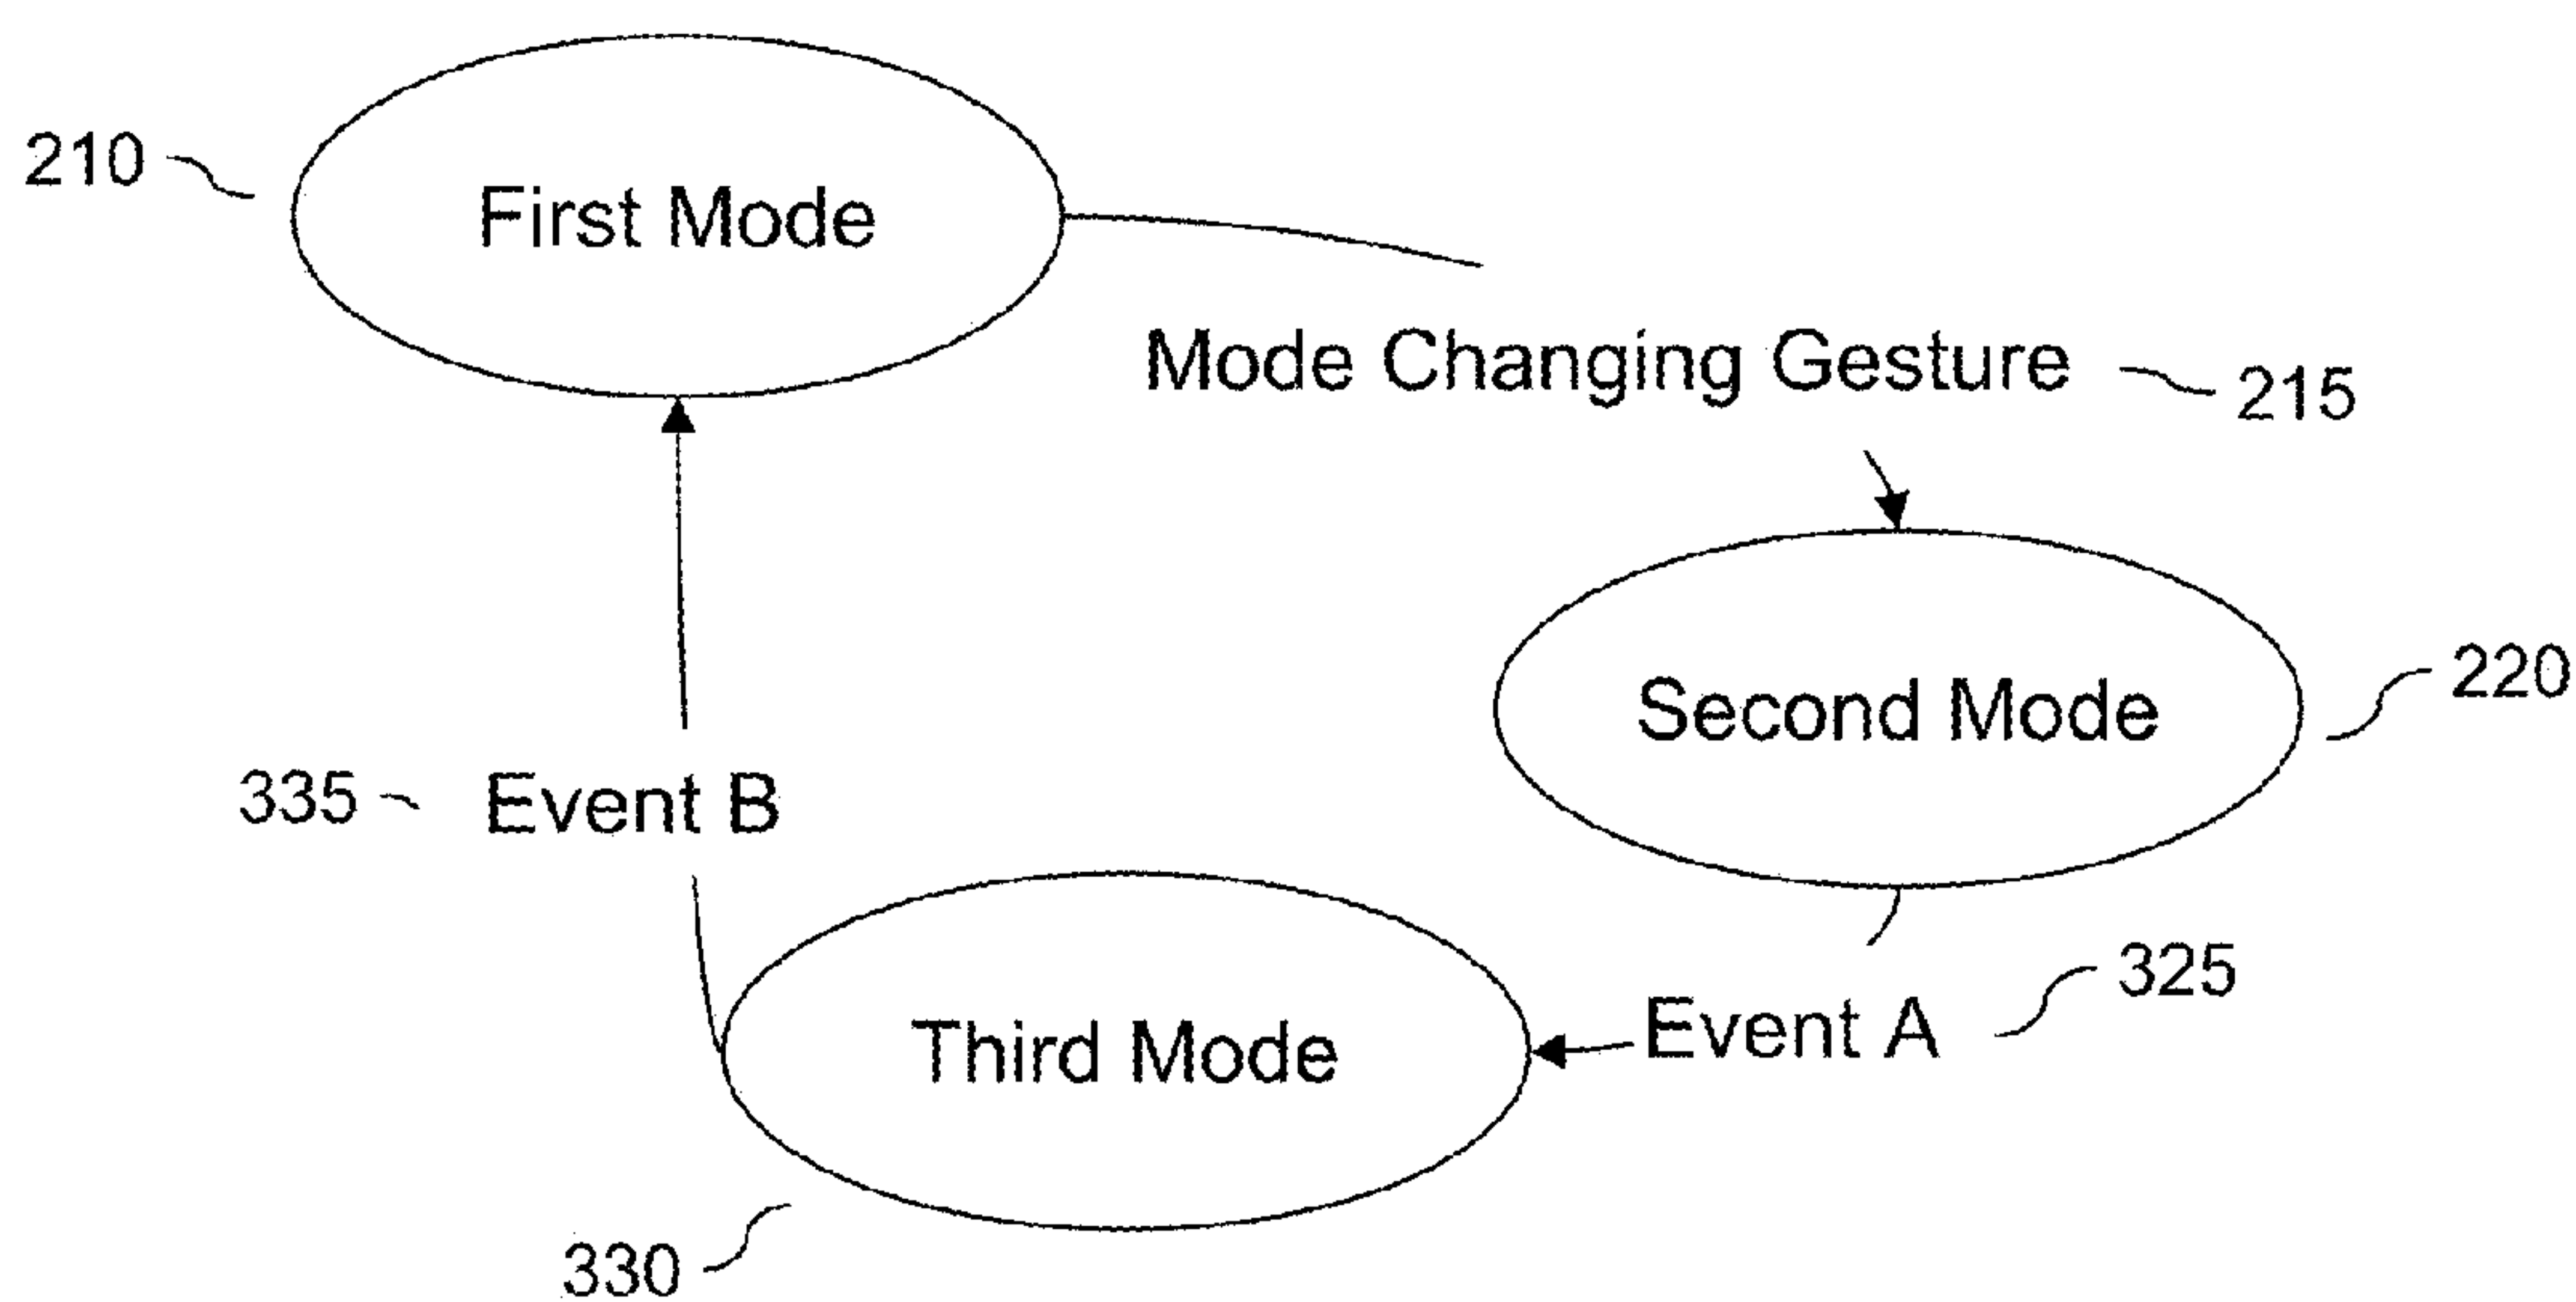 210
First Mode
Mode Changing Gesture
215
Second Mode
220
335
Event B
325
Event A
Third Mode
330